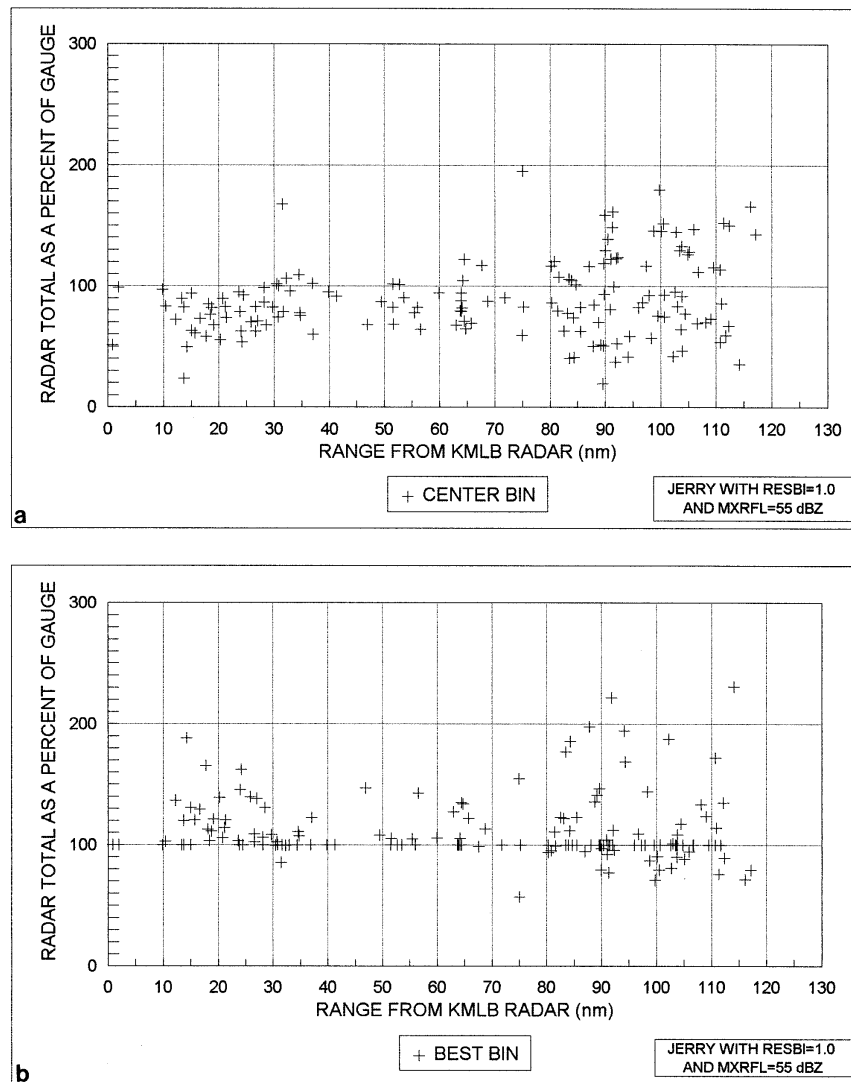 300
200
100
0
RADAR TOTAL AS A PERCENT OF GAUGE
0 10 20 30 40 50 60 70 80 90 100 110 120 130
RANGE FROM KMLB RADAR (nm)
+ CENTER BIN
JERRY WITH RESBI=1.0
AND MXRFL=55 dBZ
a
300
200
100
0
RADAR TOTAL AS A PERCENT OF GAUGE
0 10 20 30 40 50 60 70 80 90 100 110 120 130
RANGE FROM KMLB RADAR (nm)
+ BEST BIN
JERRY WITH RESBI=1.0
AND MXRFL=55 dBZ
b